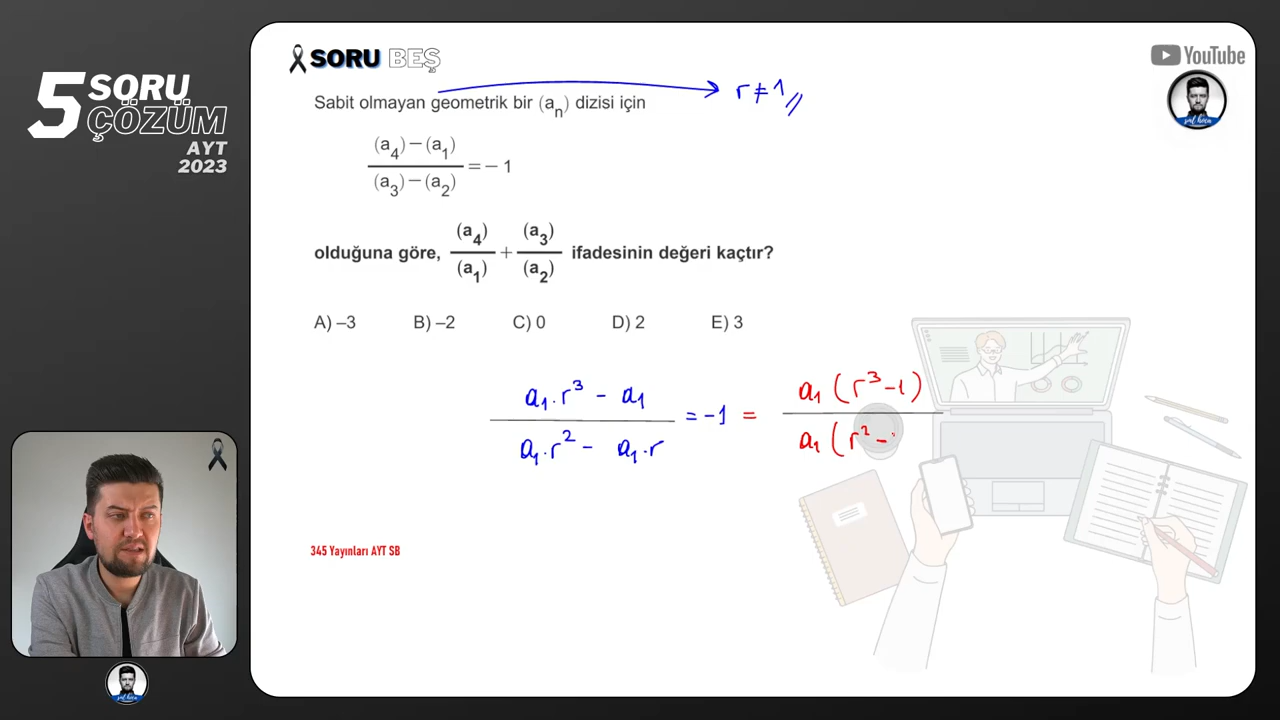 5 SORU
ÇÖZÜM
AYT
2023
SORU BEŞ
YouTube
Sabit olmayan geometrik bir (aₙ) dizisi için
r ≠ 1 //
(a₄) − (a₁)
(a₃) − (a₂)
= − 1
olduğuna göre, (a₄)/(a₁) + (a₃)/(a₂) ifadesinin değeri kaçtır?
A) –3 B) –2 C) 0 D) 2 E) 3
a₁.r³ − a₁
a₁.r² − a₁.r
= −1 =
a₁ (r³ −1)
a₁ (r² −
345 Yayınları AYT SB